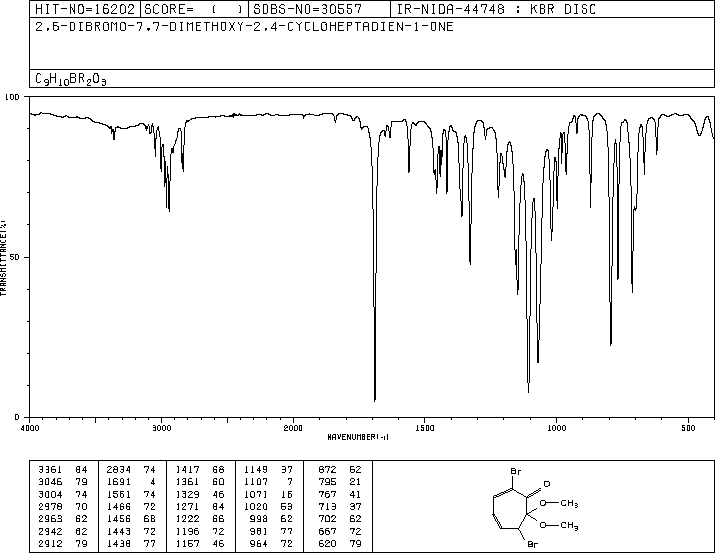 HIT-NO=16202 SCORE= ( ) SDBS-NO=30557 IR-NIDA-44748 : KBR DISC
2,6-DIBROMO-7,7-DIMETHOXY-2,4-CYCLOHEPTADIEN-1-ONE
C9H10BR2O3
100
50
0
TRANSMITTANCE(%)
4000 3000 2000 1500 1000 500
WAVENUMBER(-1)
3361 84 2834 74 1417 68 1149 37 872 62
3046 79 1691 4 1361 60 1107 7 795 21
3004 74 1561 74 1329 46 1071 16 767 41
2978 70 1466 72 1271 84 1020 53 713 37
2963 62 1456 68 1222 66 998 62 702 62
2942 62 1443 72 1196 72 981 77 667 72
2912 79 1438 77 1157 46 964 72 620 79
Br
O
O CH3
O CH3
Br